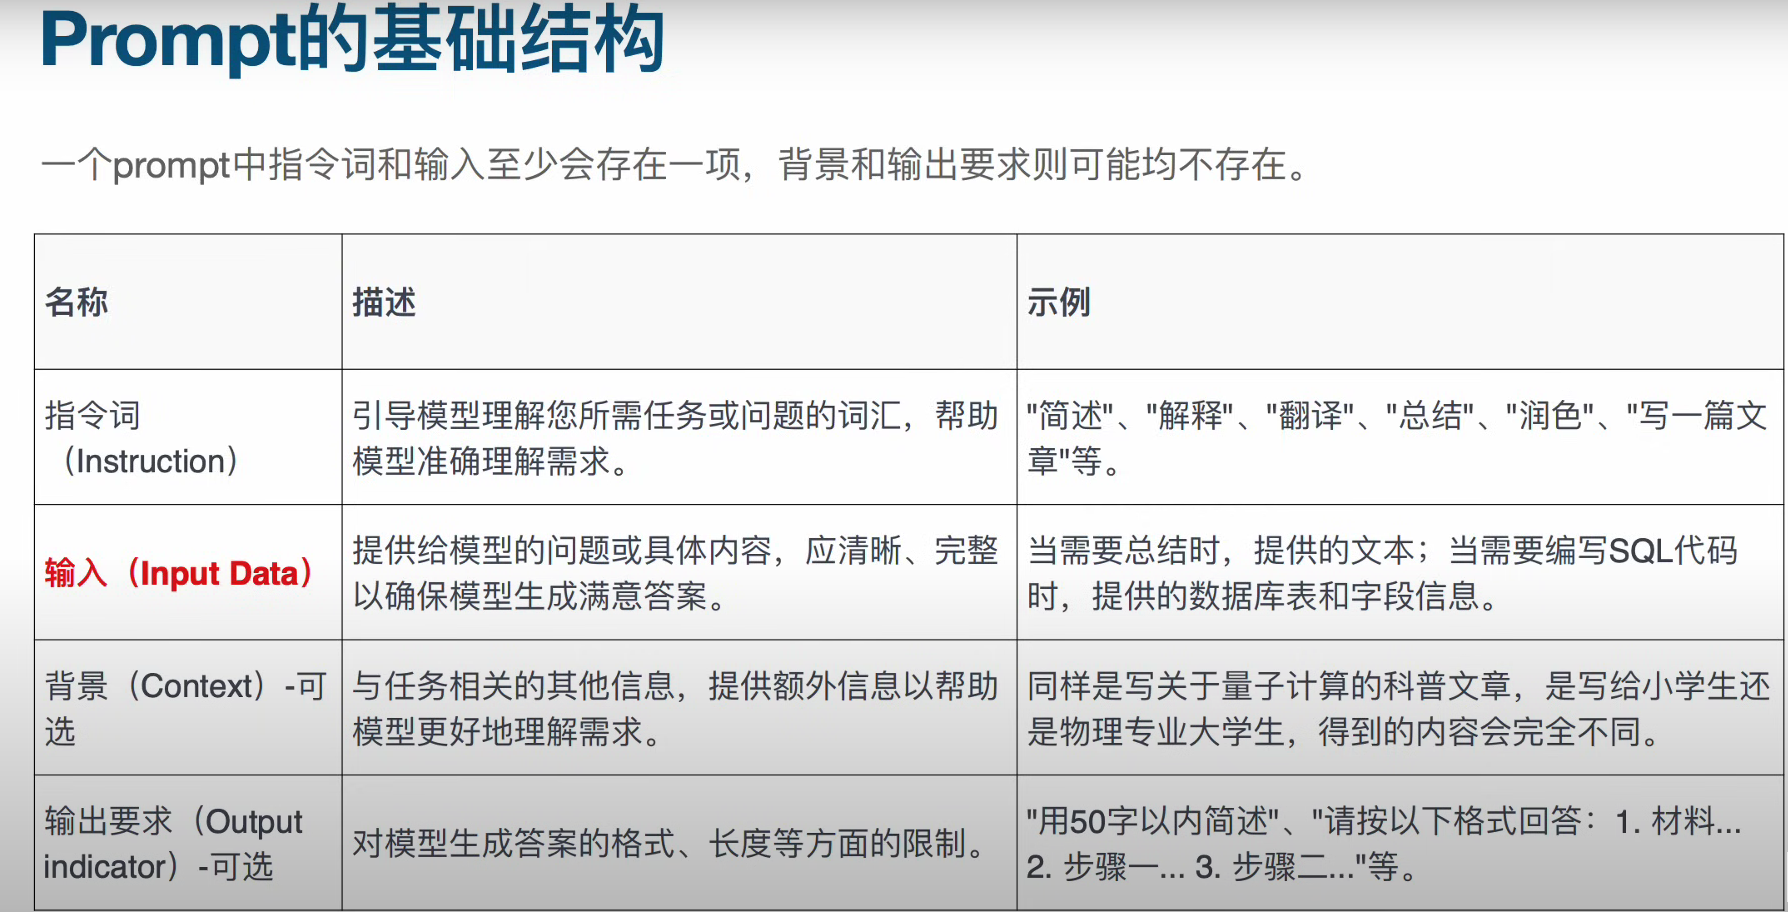 Prompt的基础结构
一个prompt中指令词和输入至少会存在一项，背景和输出要求则可能均不存在。
名称
描述
示例
指令词
（Instruction）
引导模型理解您所需任务或问题的词汇，帮助
模型准确理解需求。
"简述"、"解释"、"翻译"、"总结"、"润色"、"写一篇文
章"等。
输入（Input Data）
提供给模型的问题或具体内容，应清晰、完整
以确保模型生成满意答案。
当需要总结时，提供的文本；当需要编写SQL代码
时，提供的数据库表和字段信息。
背景（Context）-可
选
与任务相关的其他信息，提供额外信息以帮助
模型更好地理解需求。
同样是写关于量子计算的科普文章，是写给小学生还
是物理专业大学生，得到的内容会完全不同。
输出要求（Output
indicator）-可选
对模型生成答案的格式、长度等方面的限制。
"用50字以内简述"、"请按以下格式回答：1. 材料...
2. 步骤一... 3. 步骤二..."等。